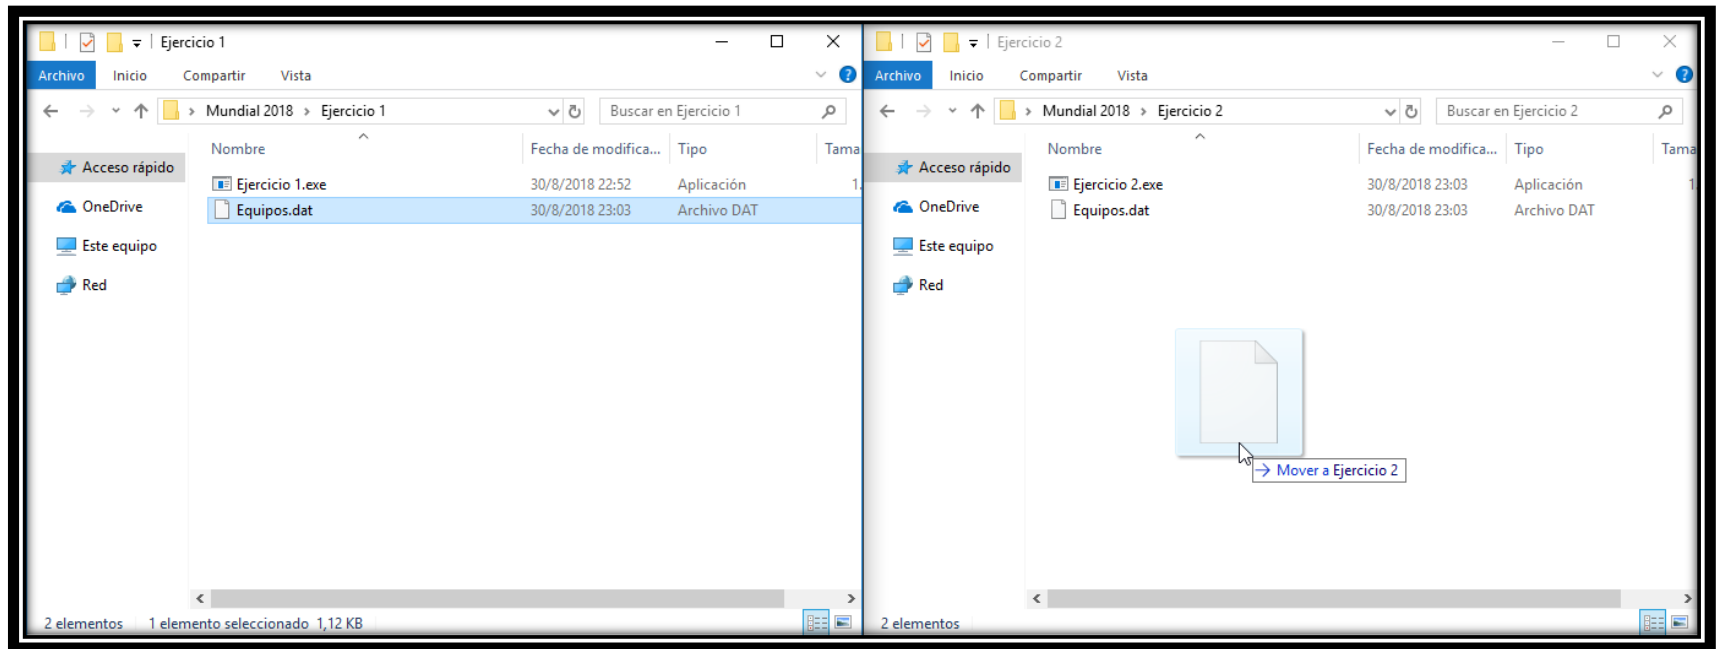 Ejercicio 1
Archivo Inicio Compartir Vista
Mundial 2018 > Ejercicio 1 Buscar en Ejercicio 1
Nombre Fecha de modifica... Tipo Tama
Acceso rápido
Ejercicio 1.exe 30/8/2018 22:52 Aplicación 1.
OneDrive
Equipos.dat 30/8/2018 23:03 Archivo DAT
Este equipo
Red
2 elementos 1 elemento seleccionado 1,12 KB
Ejercicio 2
Archivo Inicio Compartir Vista
Mundial 2018 > Ejercicio 2 Buscar en Ejercicio 2
Nombre Fecha de modifica... Tipo Tama
Acceso rápido
Ejercicio 2.exe 30/8/2018 23:03 Aplicación 1
OneDrive
Equipos.dat 30/8/2018 23:03 Archivo DAT
Este equipo
Red
→ Mover a Ejercicio 2
2 elementos